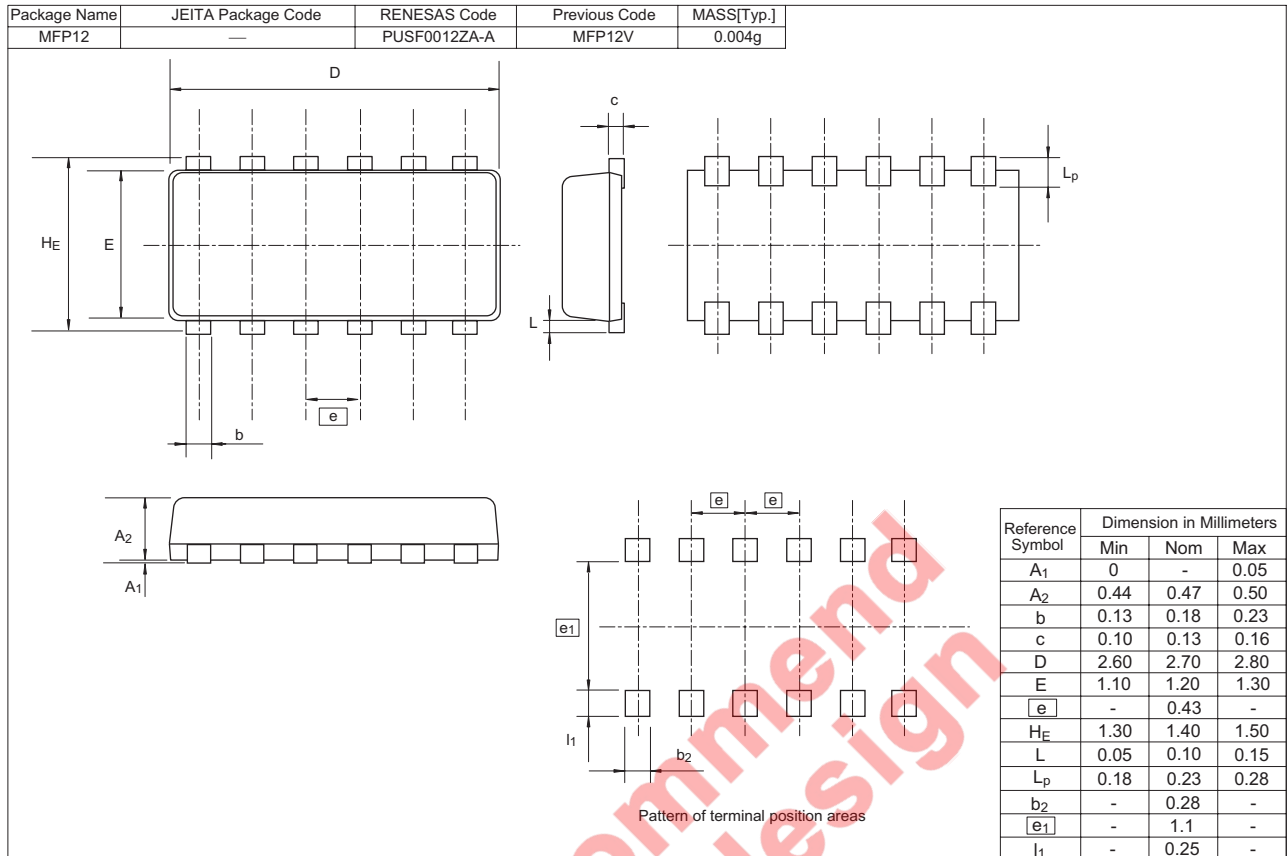 Package Name JEITA Package Code RENESAS Code Previous Code MASS[Typ.]
MFP12 — PUSF0012ZA-A MFP12V 0.004g
D
c
Lp
HE
E
L
e
b
A2
A1
e e
e1
l1
b2
Pattern of terminal position areas
Reference Symbol Dimension in Millimeters
Min Nom Max
A1 0 - 0.05
A2 0.44 0.47 0.50
b 0.13 0.18 0.23
c 0.10 0.13 0.16
D 2.60 2.70 2.80
E 1.10 1.20 1.30
e - 0.43 -
HE 1.30 1.40 1.50
L 0.05 0.10 0.15
Lp 0.18 0.23 0.28
b2 - 0.28 -
e1 - 1.1 -
l1 - 0.25 -
ommend
design